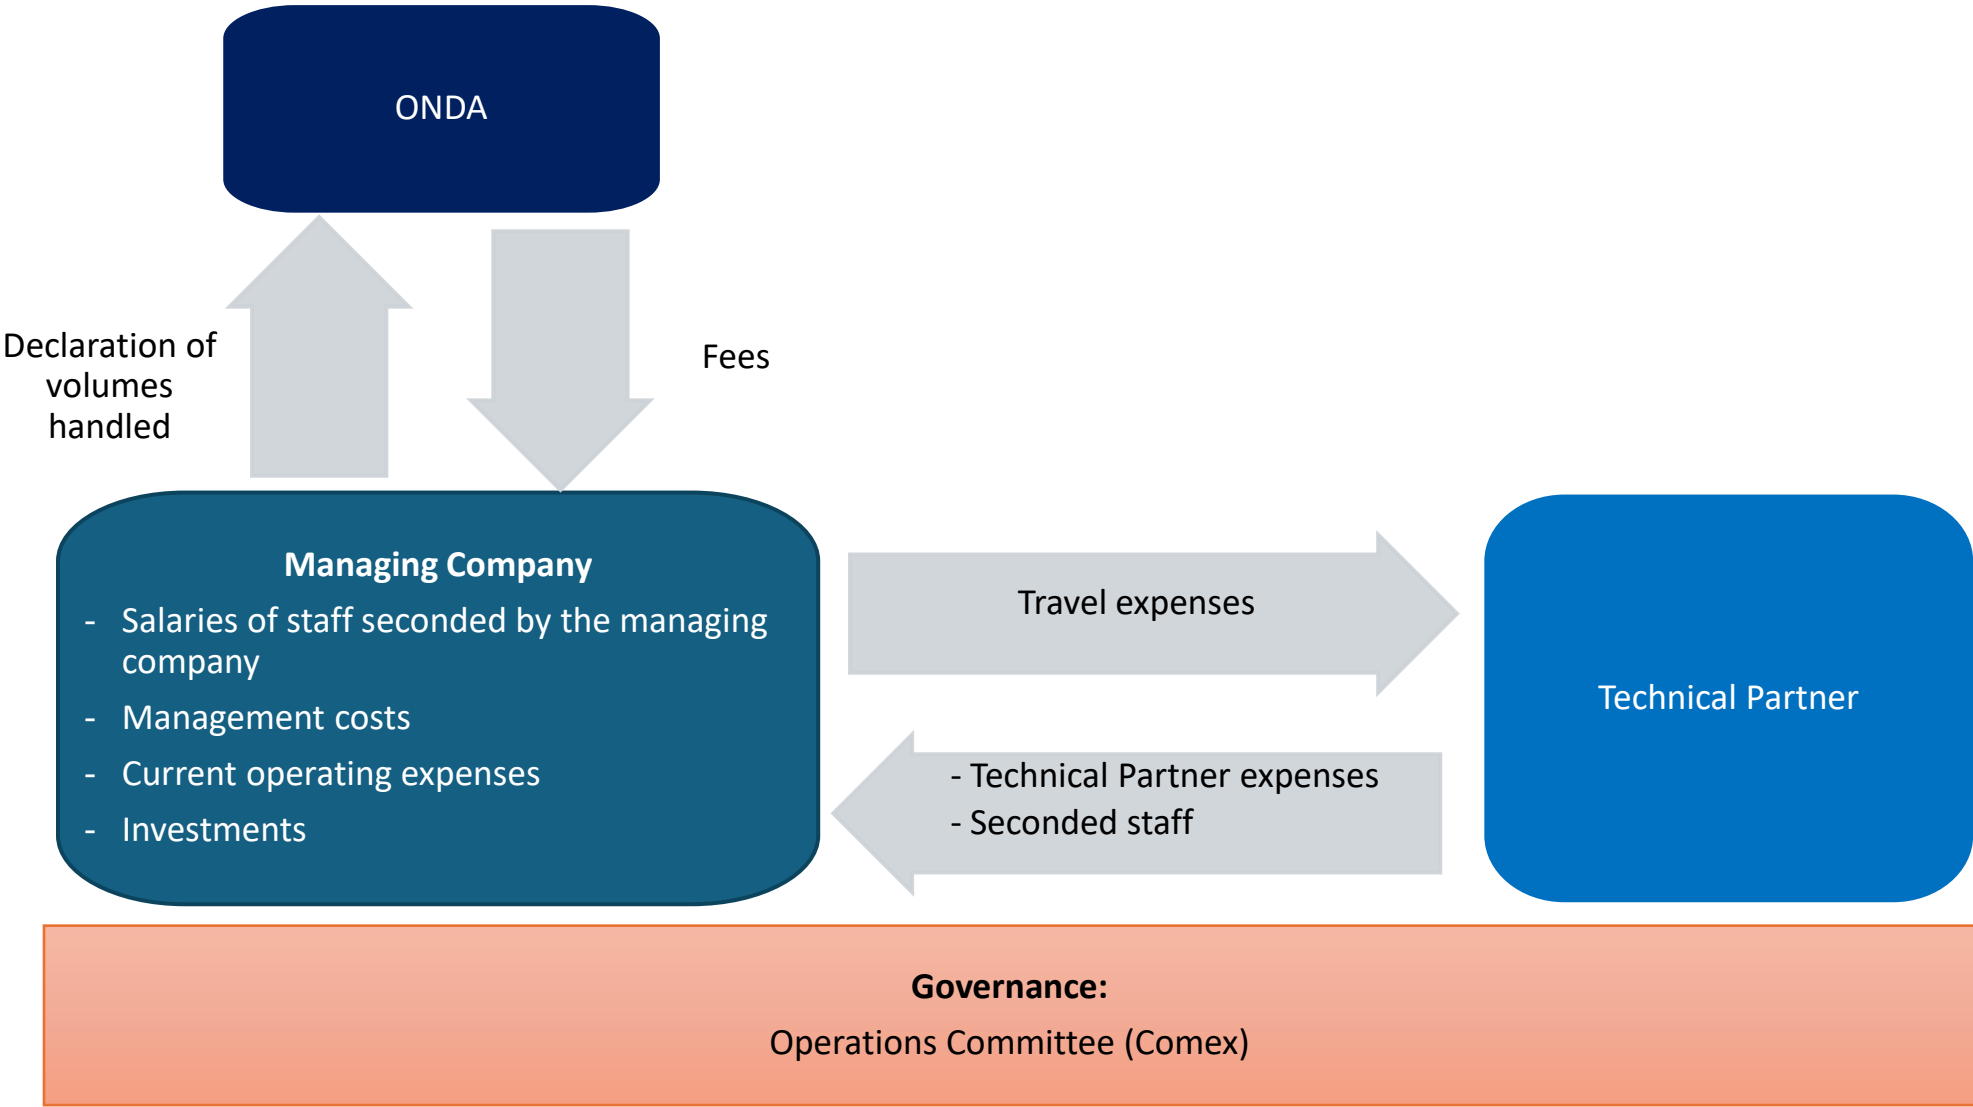 ONDA
Declaration of
volumes
handled
Fees
Managing Company
- Salaries of staff seconded by the managing
company
- Management costs
- Current operating expenses
- Investments
Travel expenses
- Technical Partner expenses
- Seconded staff
Technical Partner
Governance:
Operations Committee (Comex)